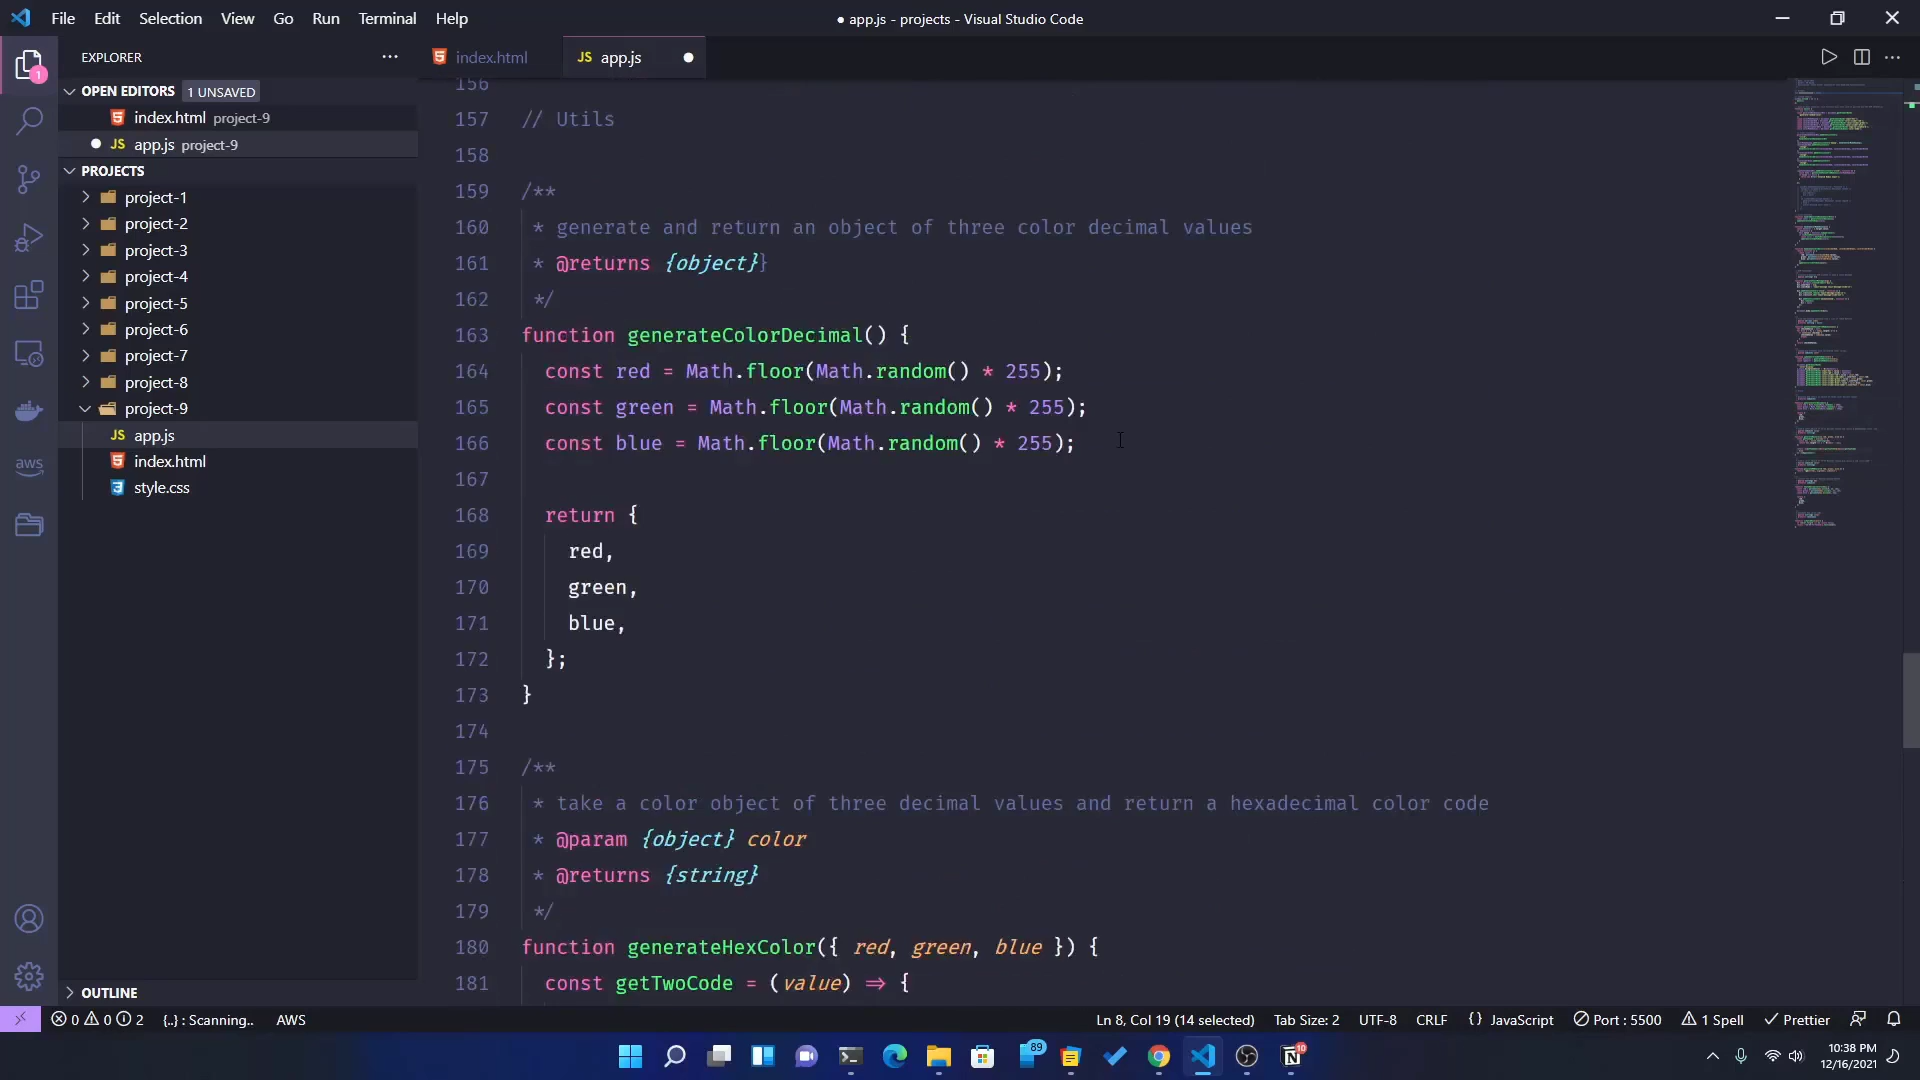 File Edit Selection View Go Run Terminal Help
● app.js - projects - Visual Studio Code
EXPLORER
index.html
JS app.js
OPEN EDITORS 1 UNSAVED
index.html project-9
JS app.js project-9
PROJECTS
project-1
project-2
project-3
project-4
project-5
project-6
project-7
project-8
project-9
JS app.js
index.html
style.css
OUTLINE
aws
1
156
157 // Utils
158
159 /**
160 * generate and return an object of three color decimal values
161 * @returns {object}}
162 */
163 function generateColorDecimal() {
164 const red = Math.floor(Math.random() * 255);
165 const green = Math.floor(Math.random() * 255);
166 const blue = Math.floor(Math.random() * 255);
167
168 return {
169 red,
170 green,
171 blue,
172 };
173 }
174
175 /**
176 * take a color object of three decimal values and return a hexadecimal color code
177 * @param {object} color
178 * @returns {string}
179 */
180 function generateHexColor({ red, green, blue }) {
181 const getTwoCode = (value) => {
0 0 2 {..} : Scanning.. AWS
Ln 8, Col 19 (14 selected) Tab Size: 2 UTF-8 CRLF {} JavaScript Port : 5500 1 Spell Prettier
89
10
10:38 PM
12/16/2021